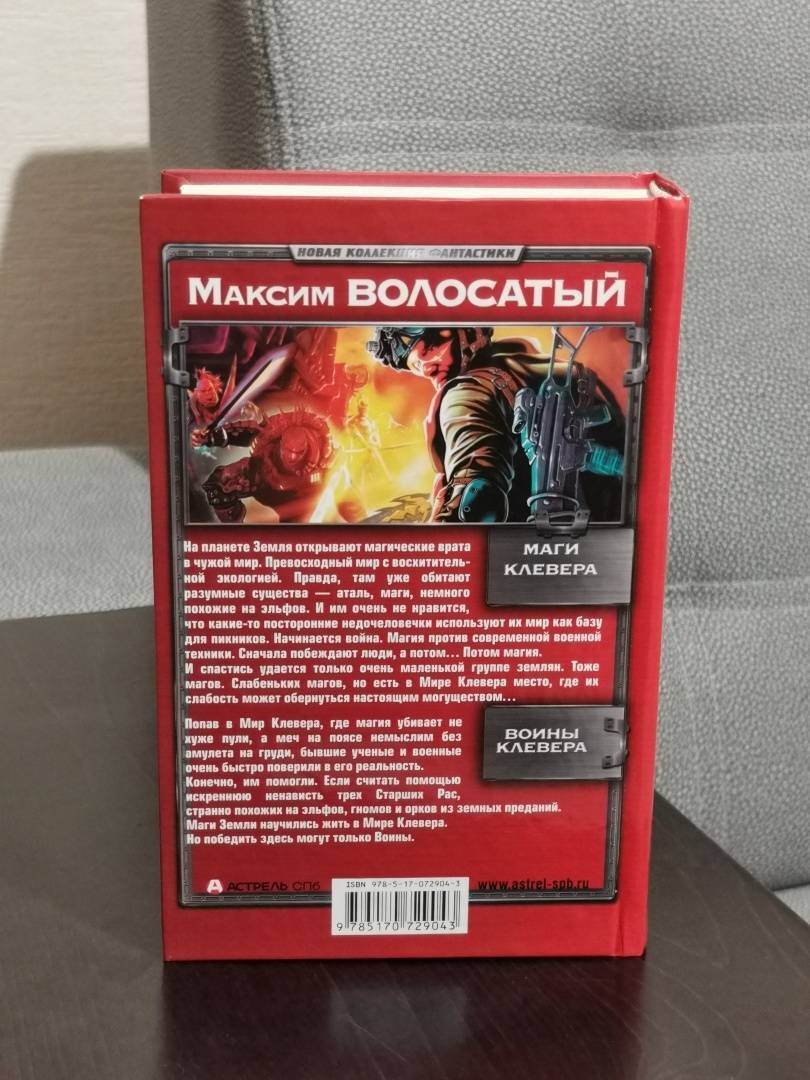 НОВАЯ КОЛЛЕКЦИЯ ФАНТАСТИКИ
МАКСИМ ВОЛОСАТЫЙ
На планете Земля открывают магические врата
в чужой мир. Превосходный мир с восхититель-
ной экологией. Правда, там уже обитают
разумные существа — аталь, маги, немного
похожие на эльфов. И им очень не нравится,
что какие-то посторонние недочеловечки используют их мир как базу
для пикников. Начинается война. Магия против современной военной
техники. Сначала побеждают люди, а потом... Потом магия.
И спастись удается только очень маленькой группе землян. Тоже
магов. Слабеньких магов, но есть в Мире Клевера место, где их
слабость может обернуться настоящим могуществом...
МАГИ
КЛЕВЕРА
Попав в Мир Клевера, где магия убивает не
хуже пули, а меч на поясе немыслим без
амулета на груди, бывшие ученые и военные
очень быстро поверили в его реальность.
Конечно, им помогли. Если считать помощью
искреннюю ненависть трех Старших Рас,
странно похожих на эльфов, гномов и орков из земных преданий.
Маги Земли научились жить в Мире Клевера.
Но победить здесь могут только Воины.
ВОИНЫ
КЛЕВЕРА
АСТРЕЛЬ СПб
ISBN 978-5-17-072904-3
9 785170 729043
www.astrel-spb.ru